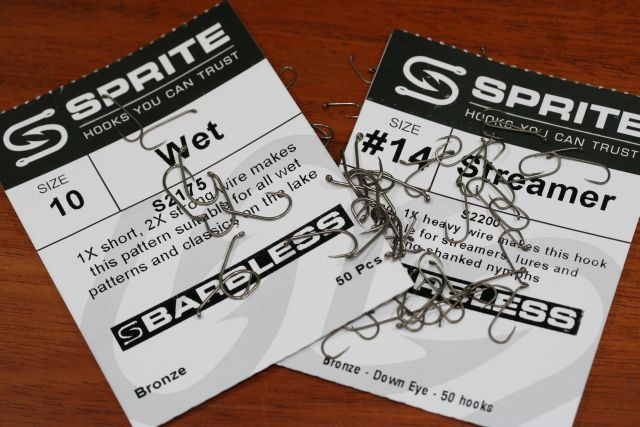 SPRITE
HOOKS YOU CAN TRUST
SIZE
10
Wet
S2175
1X short, 2X strong wire makes
this pattern suitable for all wet
patterns and classics on the lake
BARBLESS
50 Pcs
Bronze
SPRITE
HOOKS YOU CAN TRUST
SIZE
#14
Streamer
S2200
1X heavy wire makes this hook
for streamers, lures and
shanked nymphs
Bronze - Down Eye - 50 hooks